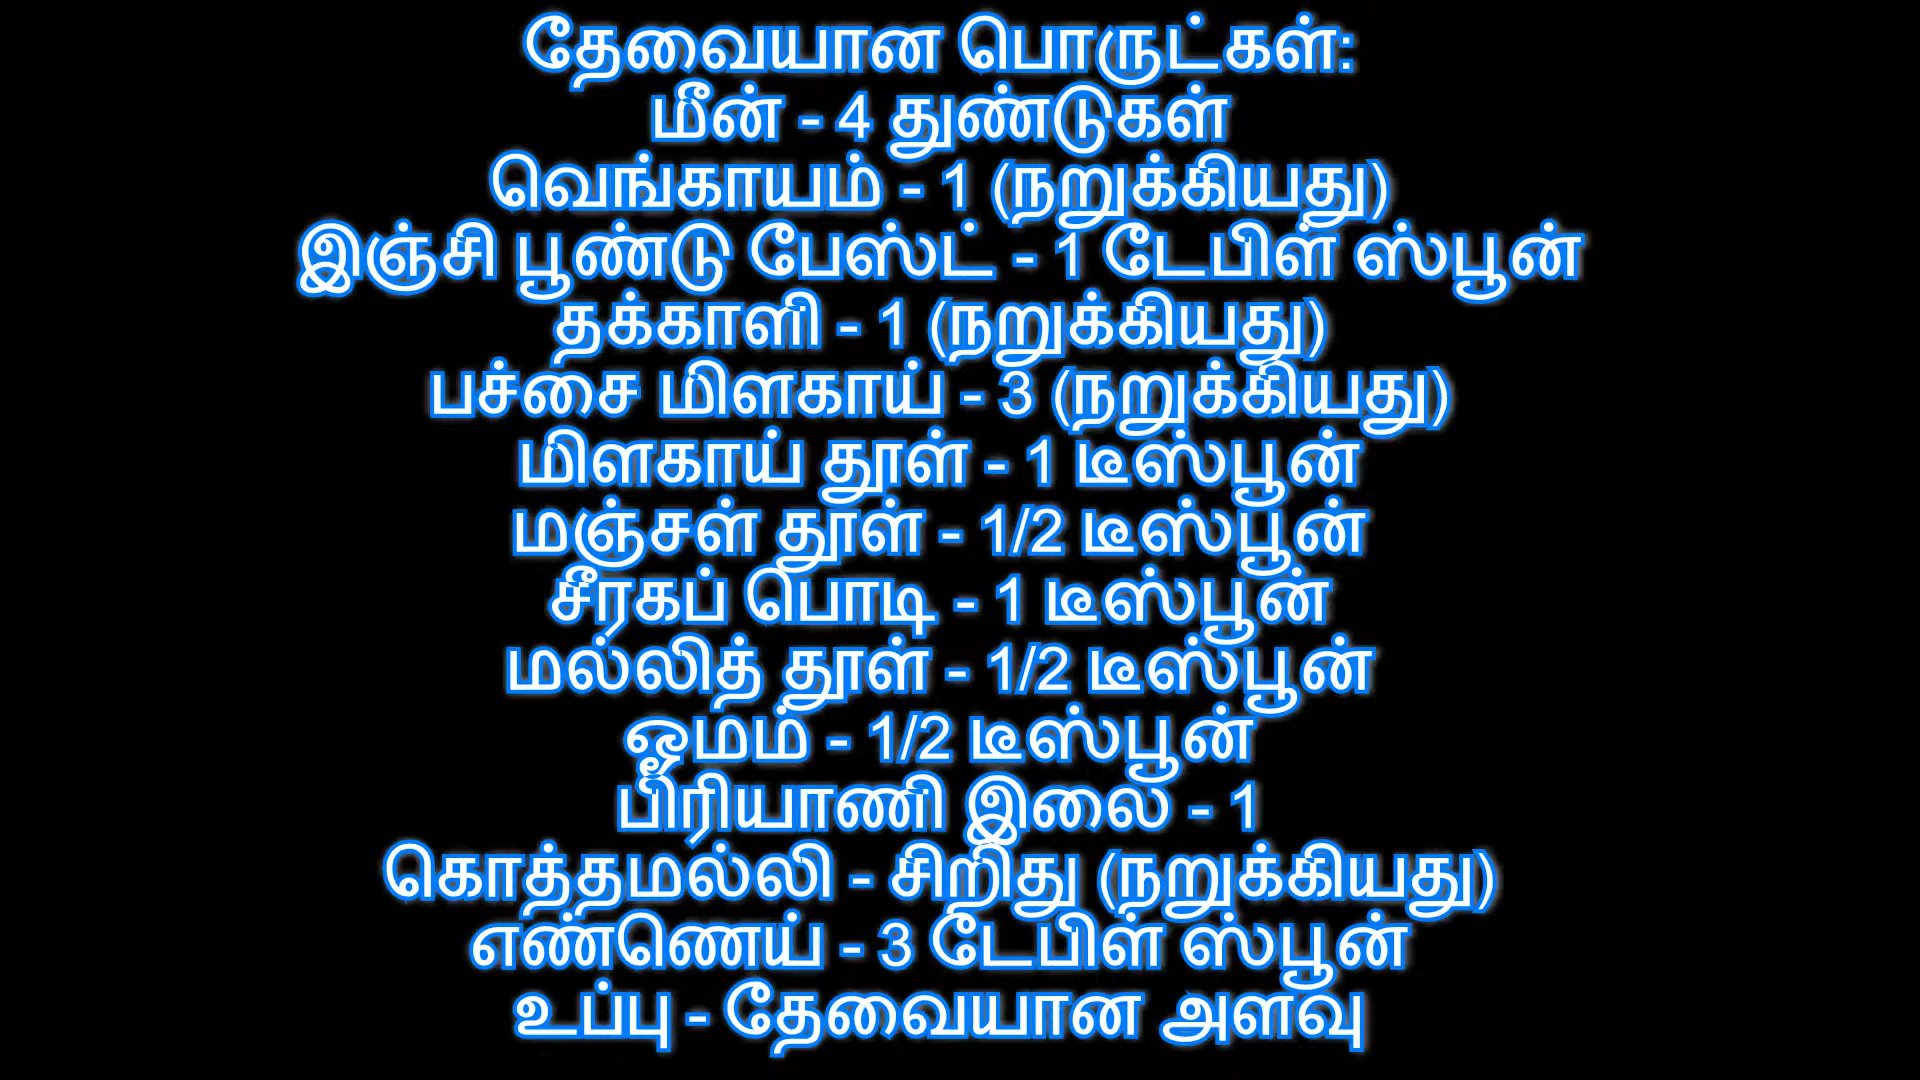 தேவையான பொருட்கள்:
மீன் - 4 துண்டுகள்
வெங்காயம் - 1 (நறுக்கியது)
இஞ்சி பூண்டு பேஸ்ட் - 1 டேபிள் ஸ்பூன்
தக்காளி - 1 (நறுக்கியது)
பச்சை மிளகாய் - 3 (நறுக்கியது)
மிளகாய் தூள் - 1 டீஸ்பூன்
மஞ்சள் தூள் - 1/2 டீஸ்பூன்
சீரகப் பொடி - 1 டீஸ்பூன்
மல்லித் தூள் - 1/2 டீஸ்பூன்
ஓமம் - 1/2 டீஸ்பூன்
பிரியாணி இலை - 1
கொத்தமல்லி - சிறிது (நறுக்கியது)
எண்ணெய் - 3 டேபிள் ஸ்பூன்
உப்பு - தேவையான அளவு